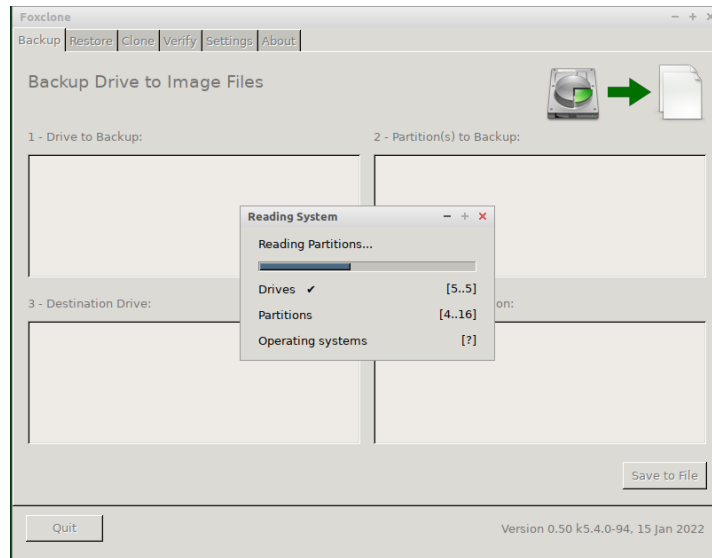 Foxclone
Backup Restore Clone Verify Settings About
Backup Drive to Image Files
1 - Drive to Backup:
2 - Partition(s) to Backup:
Reading System
Reading Partitions...
Drives ✔ [5..5]
Partitions [4..16]
Operating systems [?]
3 - Destination Drive:
on:
Save to File
Quit
Version 0.50 k5.4.0-94, 15 Jan 2022